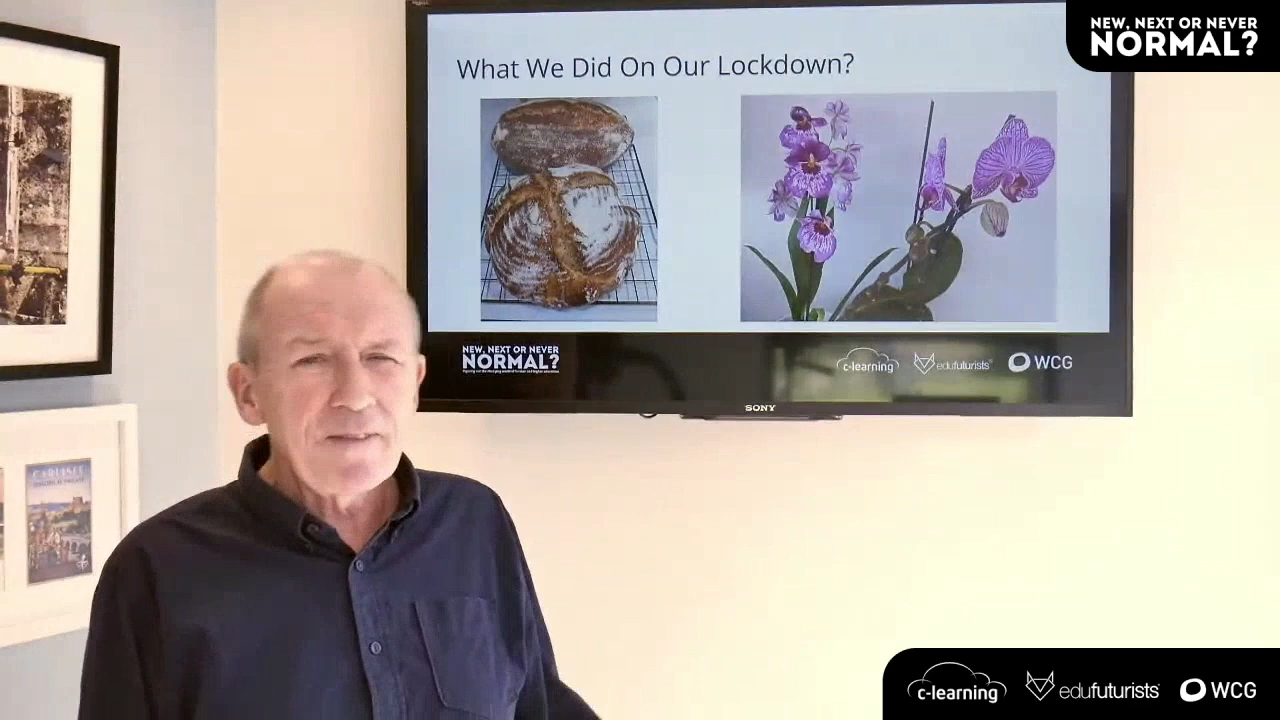 NEW, NEXT OR NEVER
NORMAL?
What We Did On Our Lockdown?
NEW, NEXT OR NEVER
NORMAL?
c-learning
edufuturists
WCG
SONY
CARLISLE
c-learning
edufuturists
WCG